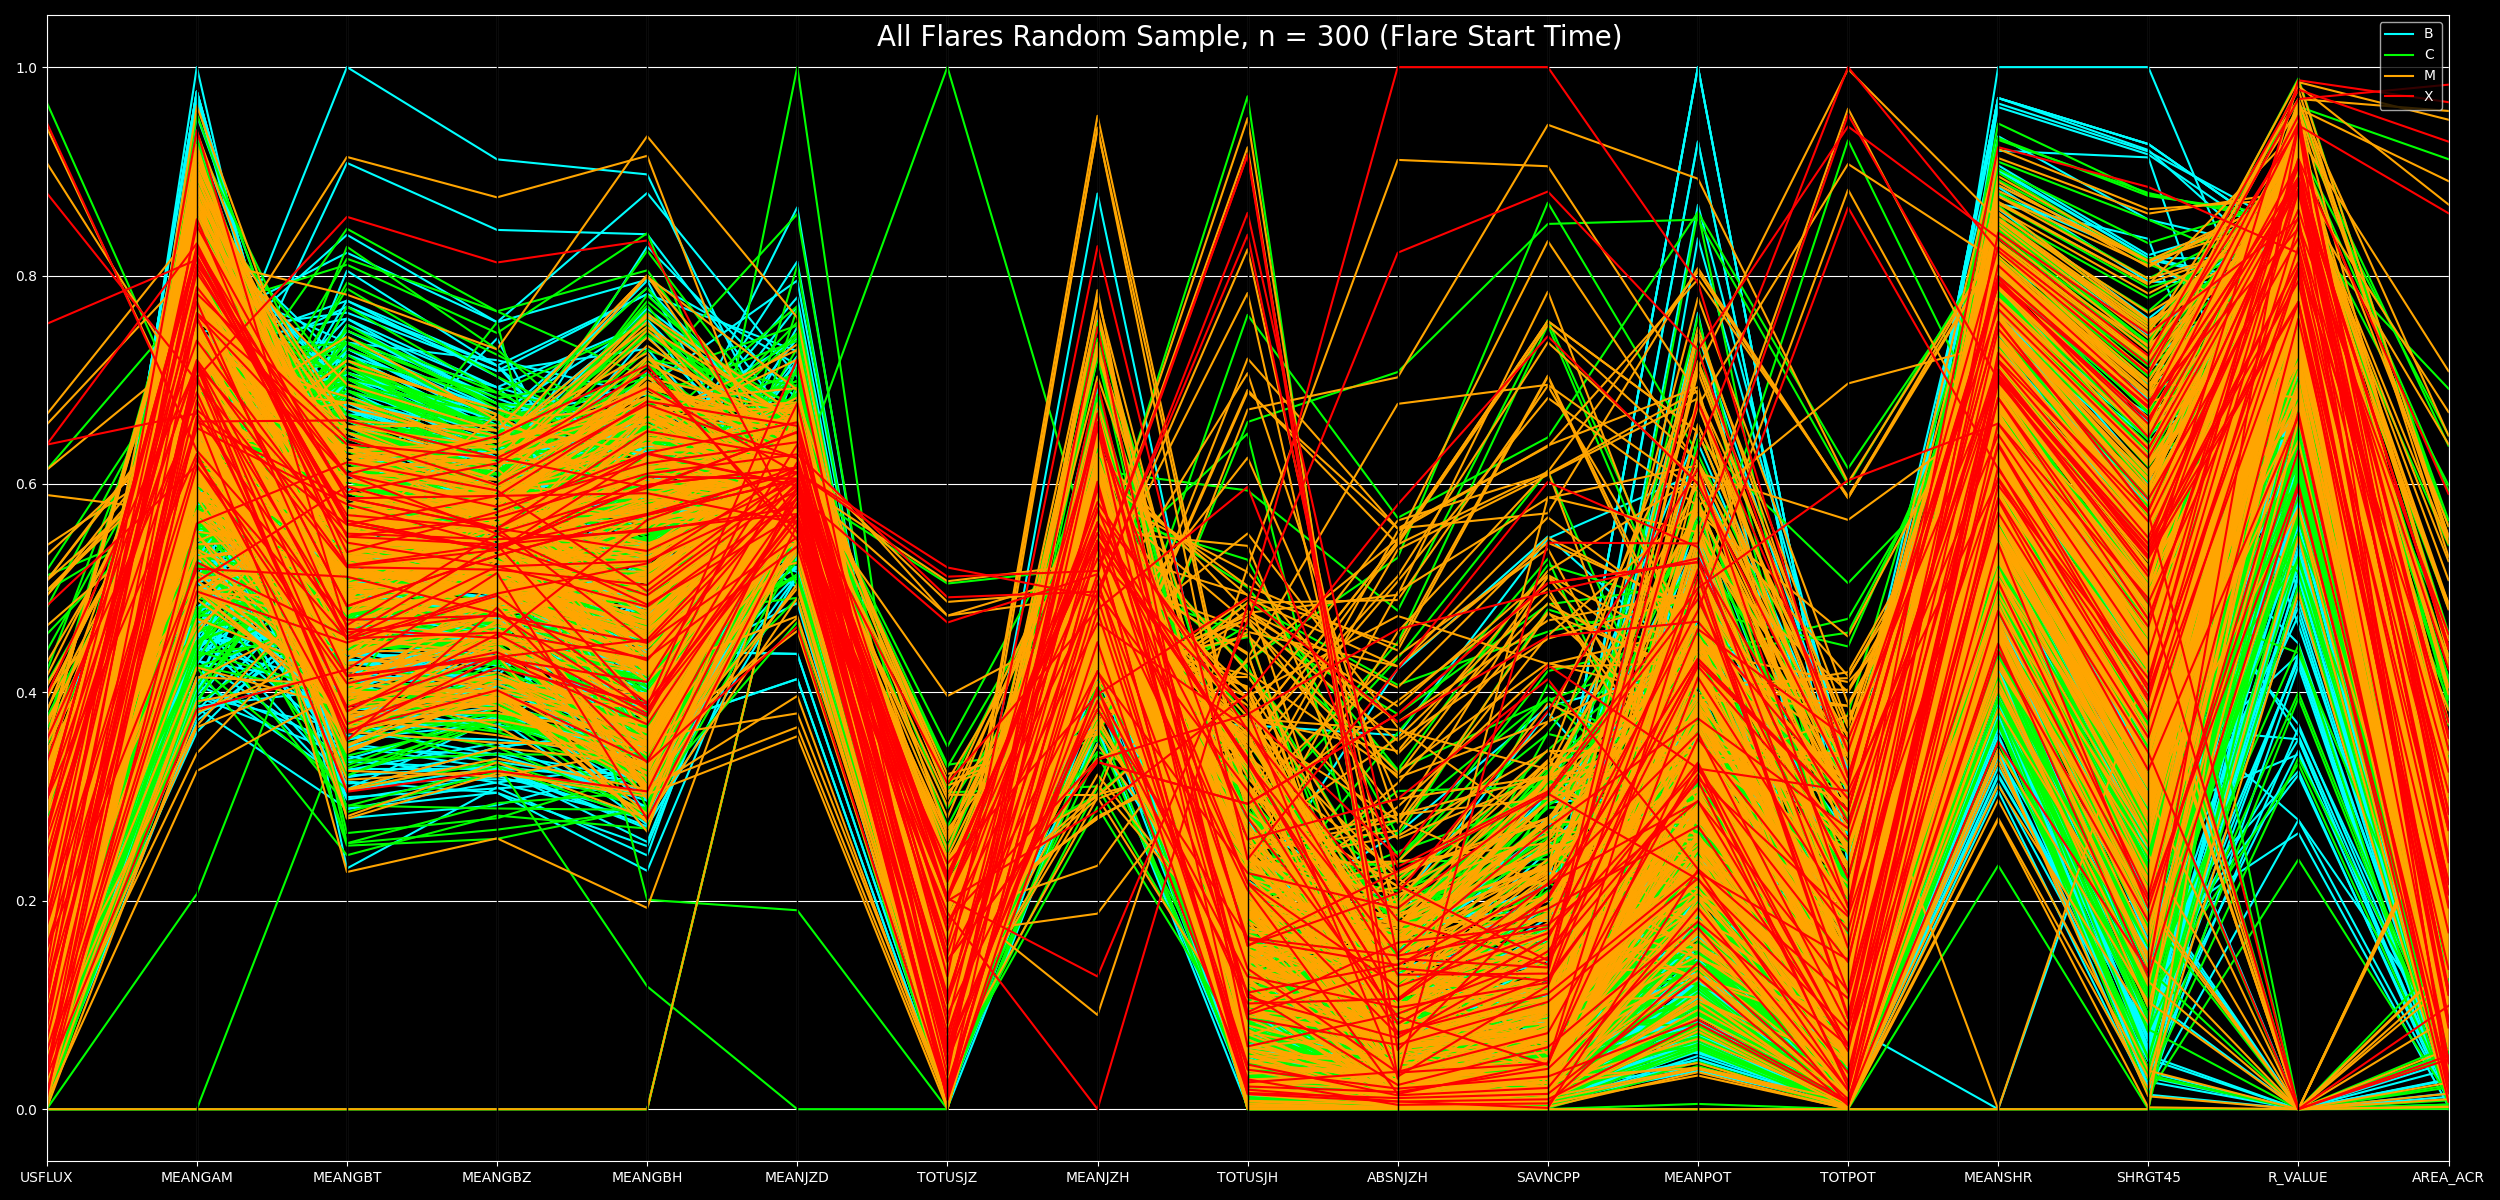 All Flares Random Sample, n = 300 (Flare Start Time)
B
C
M
X
1.0
0.8
0.6
0.4
0.2
0.0
USFLUX MEANGAM MEANGBT MEANGBZ MEANGBH MEANJZD TOTUSJZ MEANJZH TOTUSJH ABSNJZH SAVNCPP MEANPOT TOTPOT MEANSHR SHRGT45 R_VALUE AREA_ACR